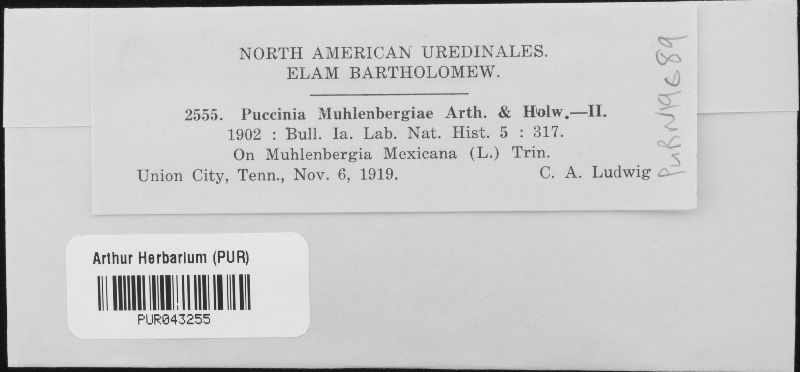 NORTH AMERICAN UREDINALES.
ELAM BARTHOLOMEW.
2555. Puccinia Muhlenbergiae Arth. & Holw.—II.
1902 : Bull. Ia. Lab. Nat. Hist. 5 : 317.
On Muhlenbergia Mexicana (L.) Trin.
Union City, Tenn., Nov. 6, 1919. C. A. Ludwig
PURN19689
Arthur Herbarium (PUR)
PUR043255